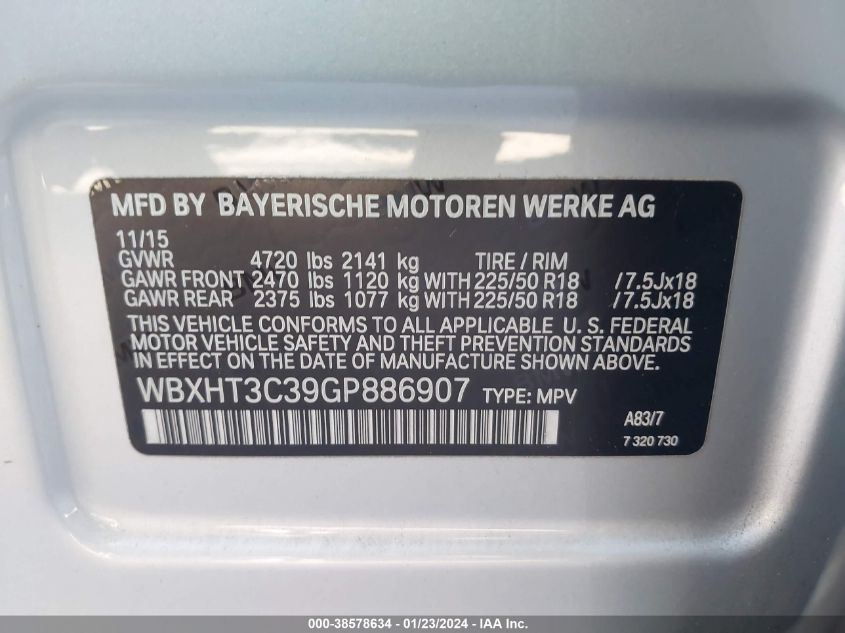 MFD BY BAYERISCHE MOTOREN WERKE AG
11/15
GVWR 4720 lbs 2141 kg TIRE / RIM
GAWR FRONT 2470 lbs 1120 kg WITH 225/50 R18 /7.5Jx18
GAWR REAR 2375 lbs 1077 kg WITH 225/50 R18 /7.5Jx18
THIS VEHICLE CONFORMS TO ALL APPLICABLE U. S. FEDERAL
MOTOR VEHICLE SAFETY AND THEFT PREVENTION STANDARDS
IN EFFECT ON THE DATE OF MANUFACTURE SHOWN ABOVE.
WBXHT3C39GP886907 TYPE: MPV
A83/7
7 320 730
000-38578634 - 01/23/2024 - IAA Inc.